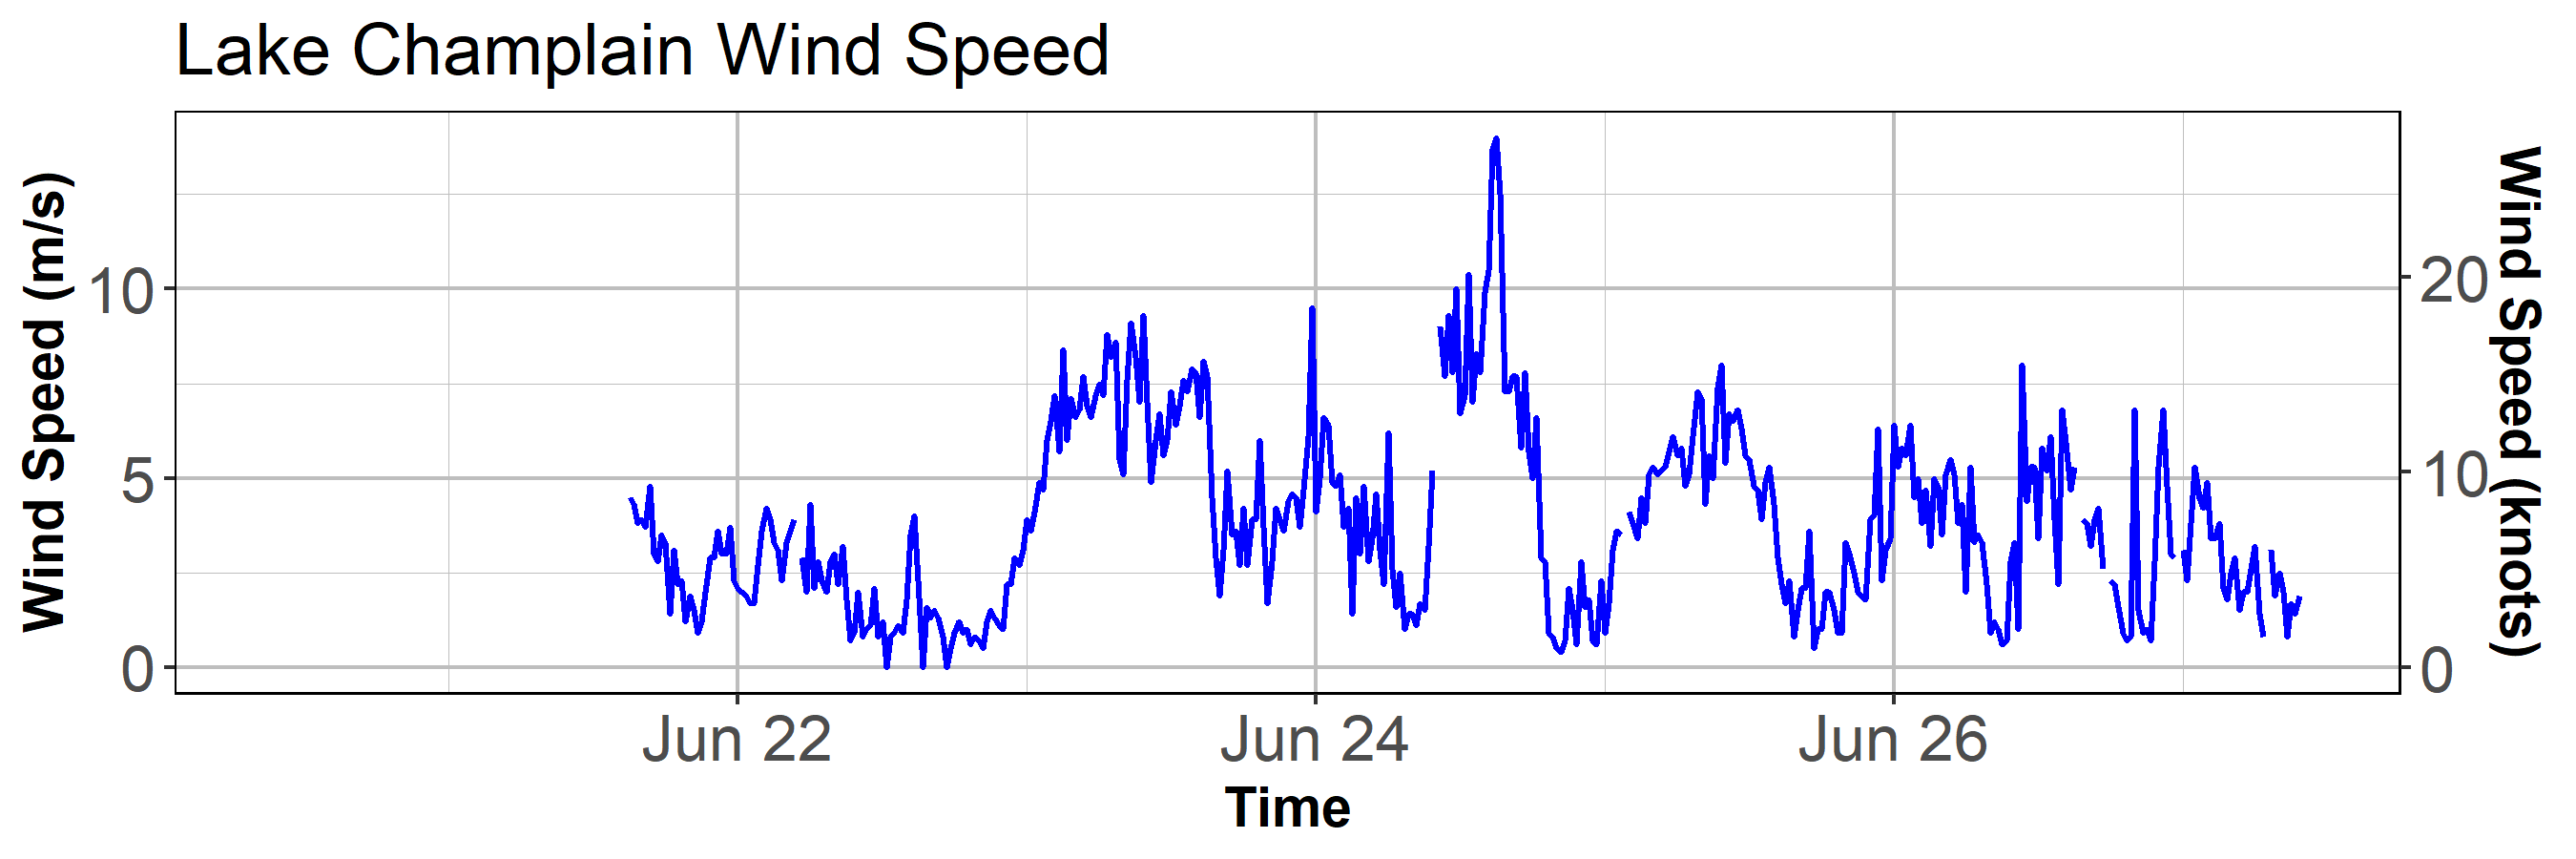 Lake Champlain Wind Speed
Wind Speed (m/s)
10
5
0
20
10
0
Wind Speed (knots)
Jun 22
Jun 24
Jun 26
Time